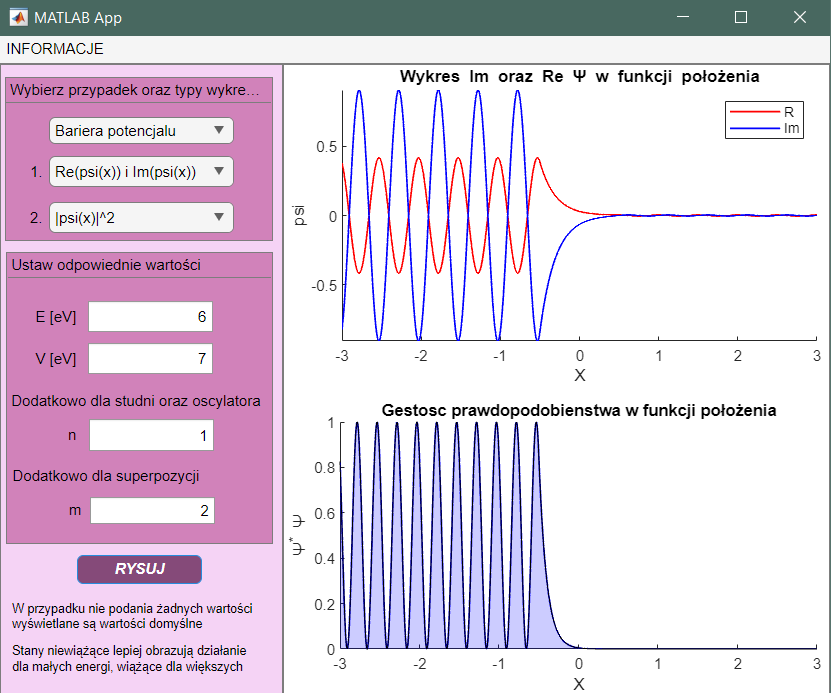 MATLAB App
INFORMACJE
Wybierz przypadek oraz typy wykre...
Bariera potencjalu
1. Re(psi(x)) i Im(psi(x))
2. |psi(x)|^2
Ustaw odpowiednie wartości
E [eV] 6
V [eV] 7
Dodatkowo dla studni oraz oscylatora
n 1
Dodatkowo dla superpozycji
m 2
RYSUJ
W przypadku nie podania żadnych wartości
wyświetlane są wartości domyślne
Stany niewiążące lepiej obrazują działanie
dla małych energi, wiążące dla większych
Wykres Im oraz Re Ψ w funkcji położenia
R
Im
psi
0.5
0
-0.5
-3 -2 -1 0 1 2 3
X
Gestosc prawdopodobienstwa w funkcji położenia
Ψ* Ψ
1
0.8
0.6
0.4
0.2
0
-3 -2 -1 0 1 2 3
X